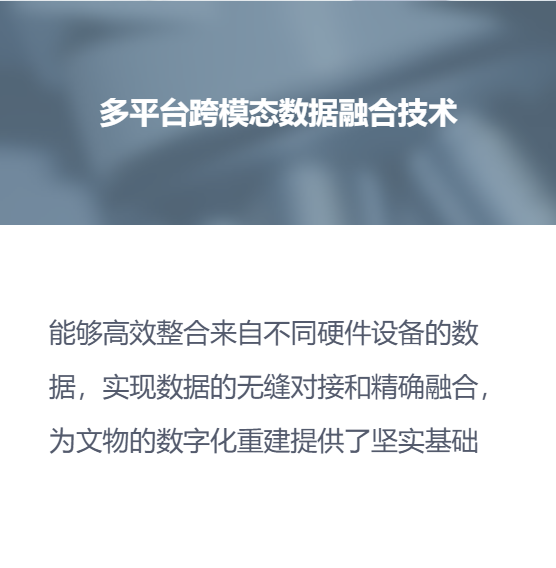 多平台跨模态数据融合技术
能够高效整合来自不同硬件设备的数
据，实现数据的无缝对接和精确融合，
为文物的数字化重建提供了坚实基础